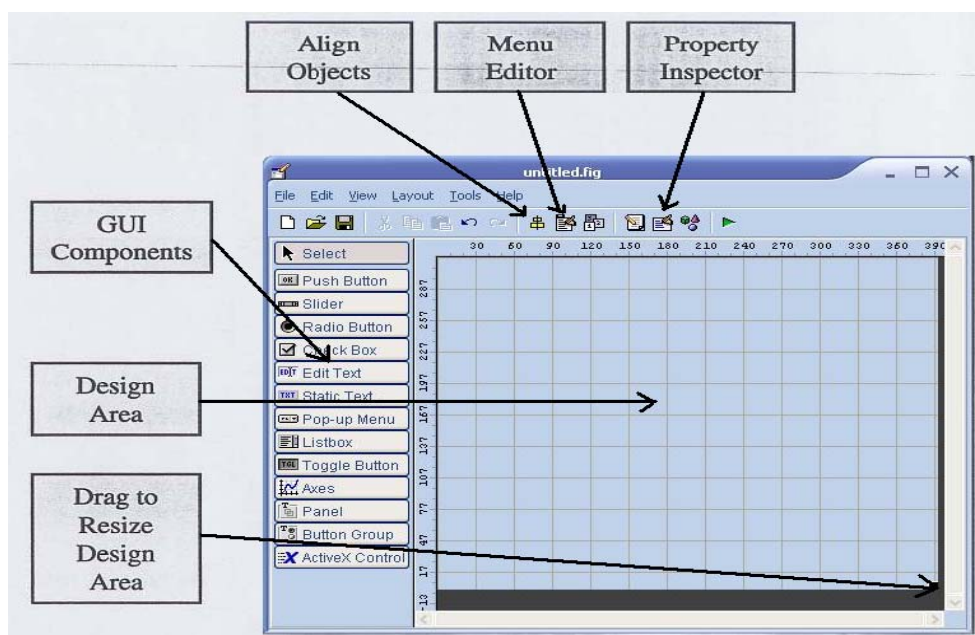 Align
Objects
Menu
Editor
Property
Inspector
untitled.fig
File Edit View Layout Tools Help
GUI
Components
Select
Push Button
Slider
Radio Button
Check Box
Edit Text
Static Text
Pop-up Menu
Listbox
Toggle Button
Axes
Panel
Button Group
ActiveX Control
30 60 90 120 150 180 210 240 270 300 330 360 390
287
257
227
197
167
137
107
77
47
17
-13
Design
Area
Drag to
Resize
Design
Area